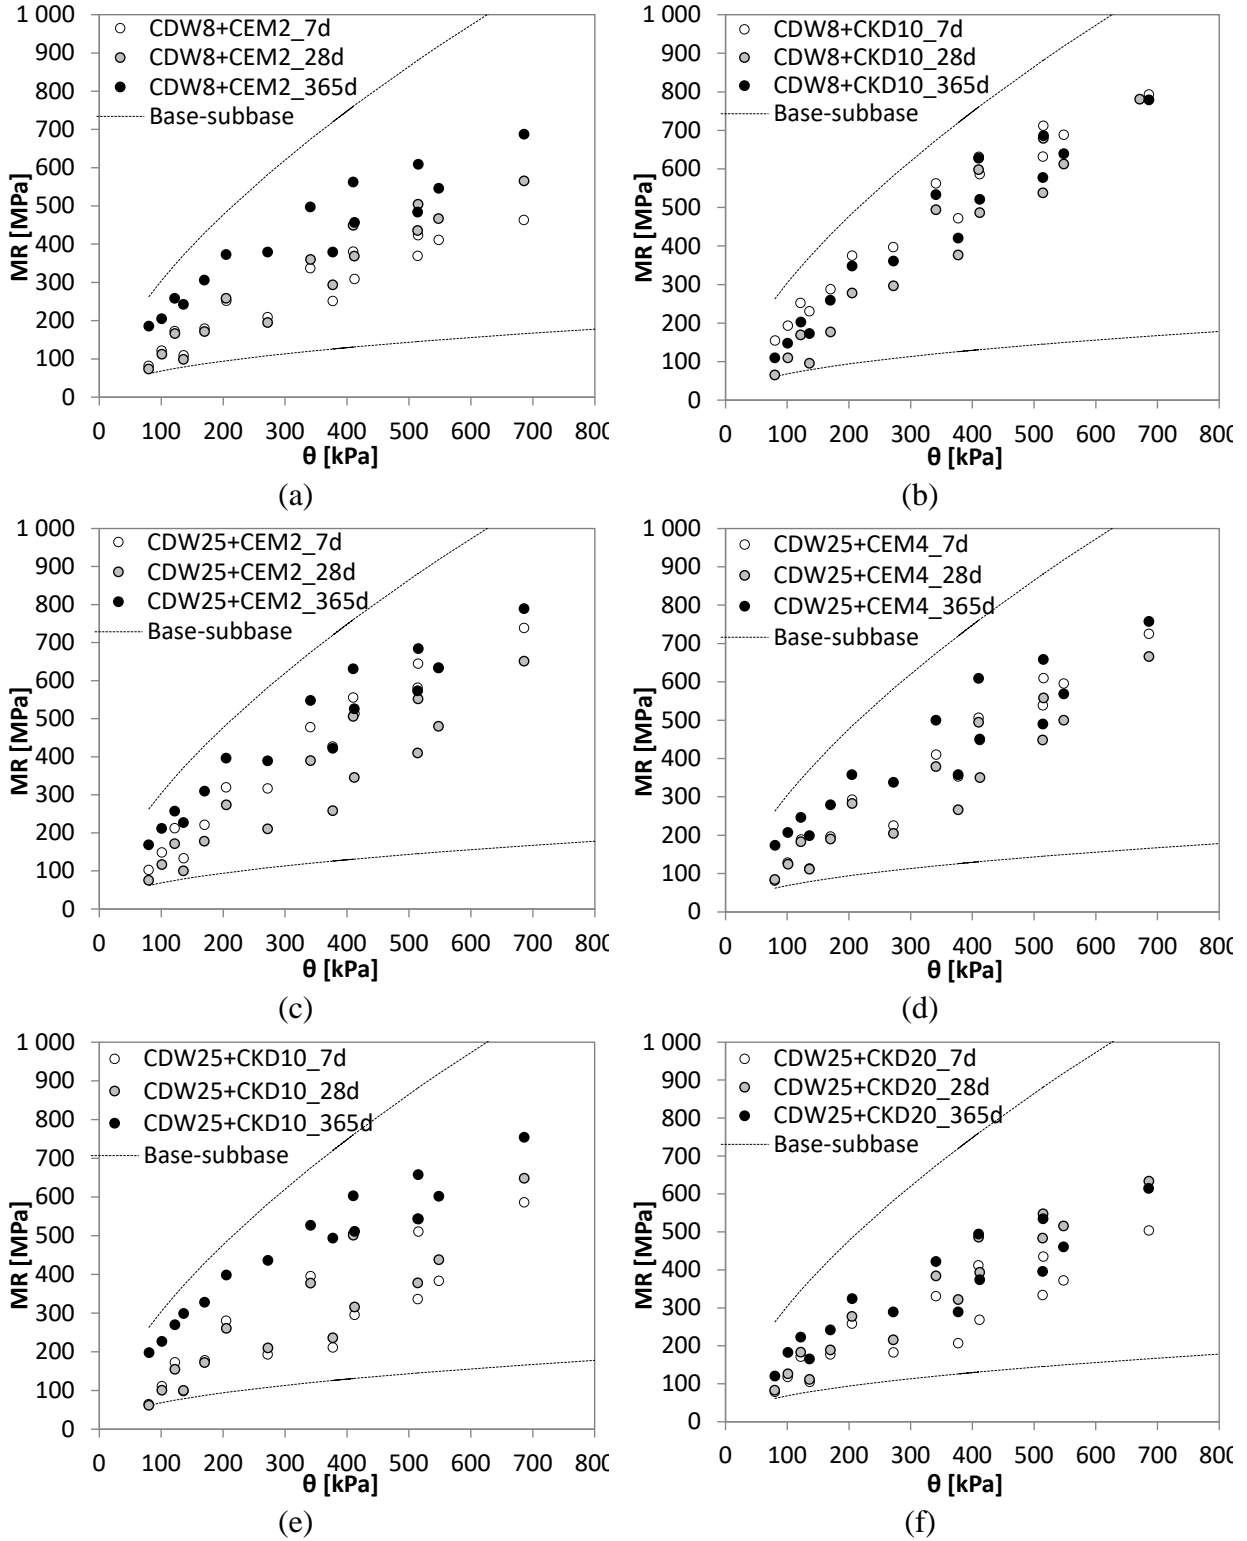 1 000
900
800
700
600
500
400
300
200
100
0
MR [MPa]
CDW8+CEM2_7d
CDW8+CEM2_28d
CDW8+CEM2_365d
Base-subbase
0 100 200 300 400 500 600 700 800
θ [kPa]
(a)
1 000
900
800
700
600
500
400
300
200
100
0
MR [MPa]
CDW8+CKD10_7d
CDW8+CKD10_28d
CDW8+CKD10_365d
Base-subbase
0 100 200 300 400 500 600 700 800
θ [kPa]
(b)
1 000
900
800
700
600
500
400
300
200
100
0
MR [MPa]
CDW25+CEM2_7d
CDW25+CEM2_28d
CDW25+CEM2_365d
Base-subbase
0 100 200 300 400 500 600 700 800
θ [kPa]
(c)
1 000
900
800
700
600
500
400
300
200
100
0
MR [MPa]
CDW25+CEM4_7d
CDW25+CEM4_28d
CDW25+CEM4_365d
Base-subbase
0 100 200 300 400 500 600 700 800
θ [kPa]
(d)
1 000
900
800
700
600
500
400
300
200
100
0
MR [MPa]
CDW25+CKD10_7d
CDW25+CKD10_28d
CDW25+CKD10_365d
Base-subbase
0 100 200 300 400 500 600 700 800
θ [kPa]
(e)
1 000
900
800
700
600
500
400
300
200
100
0
MR [MPa]
CDW25+CKD20_7d
CDW25+CKD20_28d
CDW25+CKD20_365d
Base-subbase
0 100 200 300 400 500 600 700 800
θ [kPa]
(f)